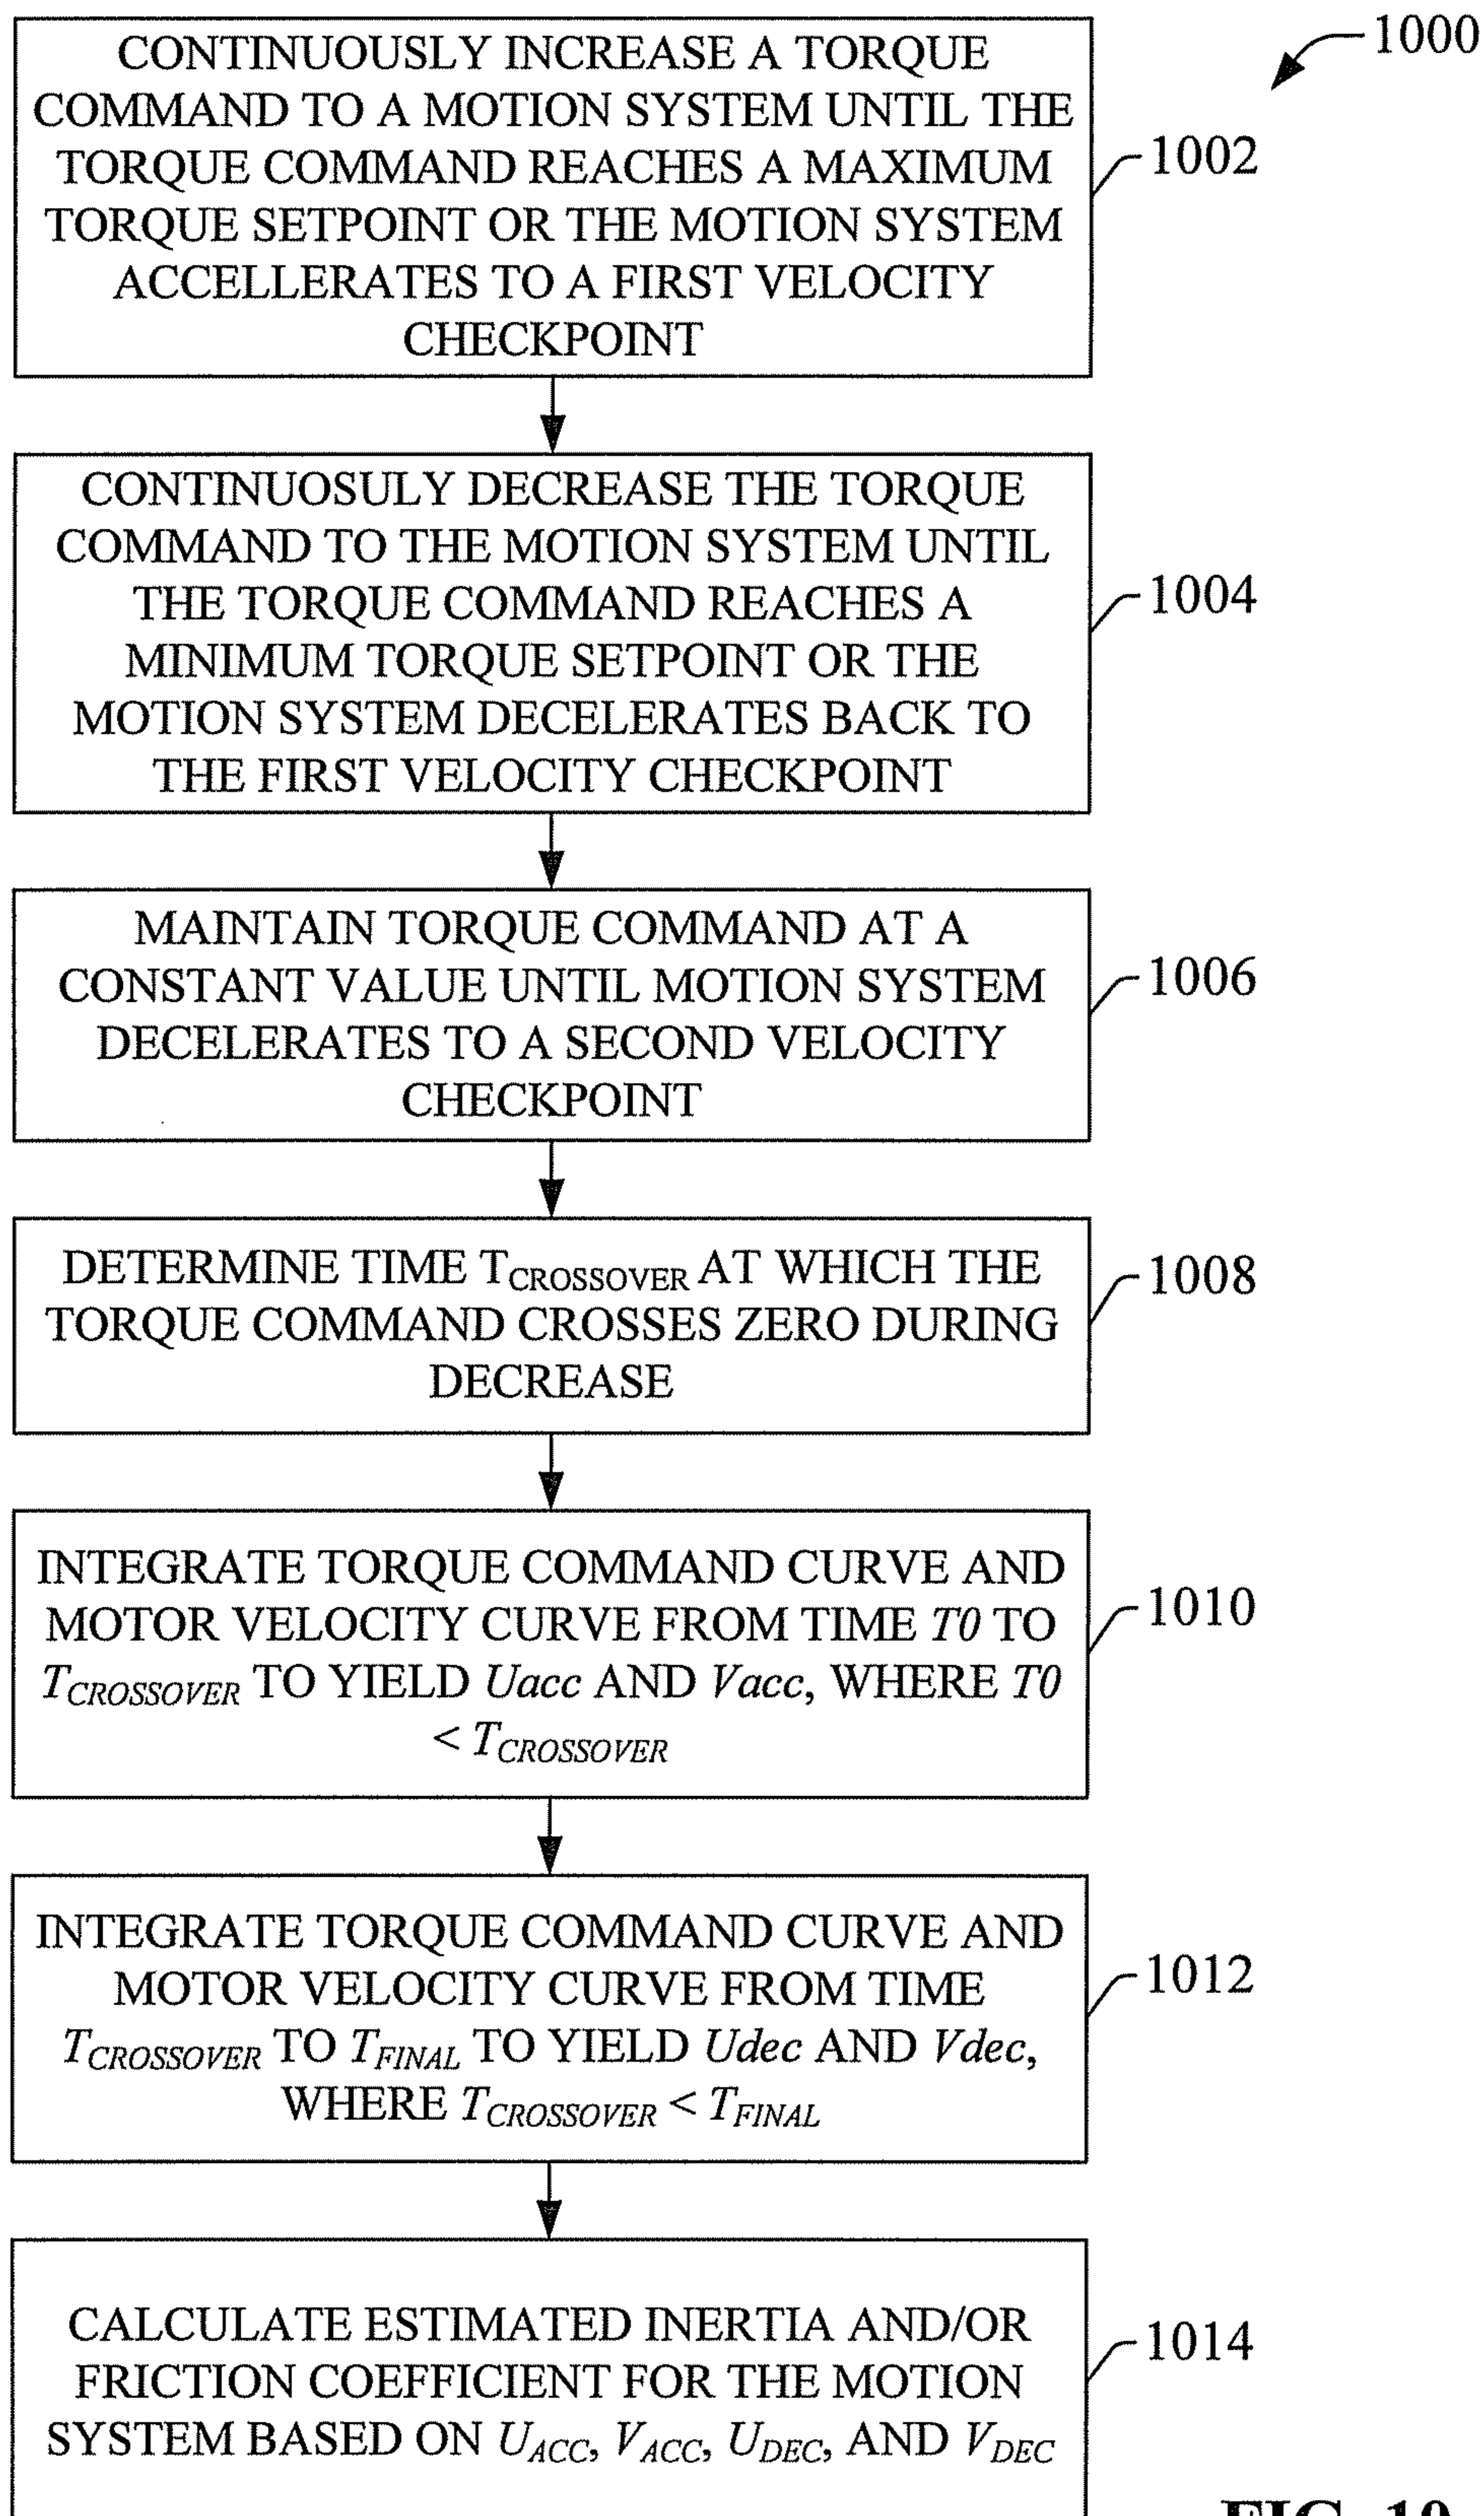 1000
CONTINUOUSLY INCREASE A TORQUE
COMMAND TO A MOTION SYSTEM UNTIL THE
TORQUE COMMAND REACHES A MAXIMUM
TORQUE SETPOINT OR THE MOTION SYSTEM
ACCELLERATES TO A FIRST VELOCITY
CHECKPOINT
1002
CONTINUOSULY DECREASE THE TORQUE
COMMAND TO THE MOTION SYSTEM UNTIL
THE TORQUE COMMAND REACHES A
MINIMUM TORQUE SETPOINT OR THE
MOTION SYSTEM DECELERATES BACK TO
THE FIRST VELOCITY CHECKPOINT
1004
MAINTAIN TORQUE COMMAND AT A
CONSTANT VALUE UNTIL MOTION SYSTEM
DECELERATES TO A SECOND VELOCITY
CHECKPOINT
1006
DETERMINE TIME TCROSSOVER AT WHICH THE
TORQUE COMMAND CROSSES ZERO DURING
DECREASE
1008
INTEGRATE TORQUE COMMAND CURVE AND
MOTOR VELOCITY CURVE FROM TIME T0 TO
TCROSSOVER TO YIELD Uacc AND Vacc, WHERE T0
< TCROSSOVER
1010
INTEGRATE TORQUE COMMAND CURVE AND
MOTOR VELOCITY CURVE FROM TIME
TCROSSOVER TO TFINAL TO YIELD Udec AND Vdec,
WHERE TCROSSOVER < TFINAL
1012
CALCULATE ESTIMATED INERTIA AND/OR
FRICTION COEFFICIENT FOR THE MOTION
SYSTEM BASED ON UACC, VACC, UDEC, AND VDEC
1014
FIG. 10